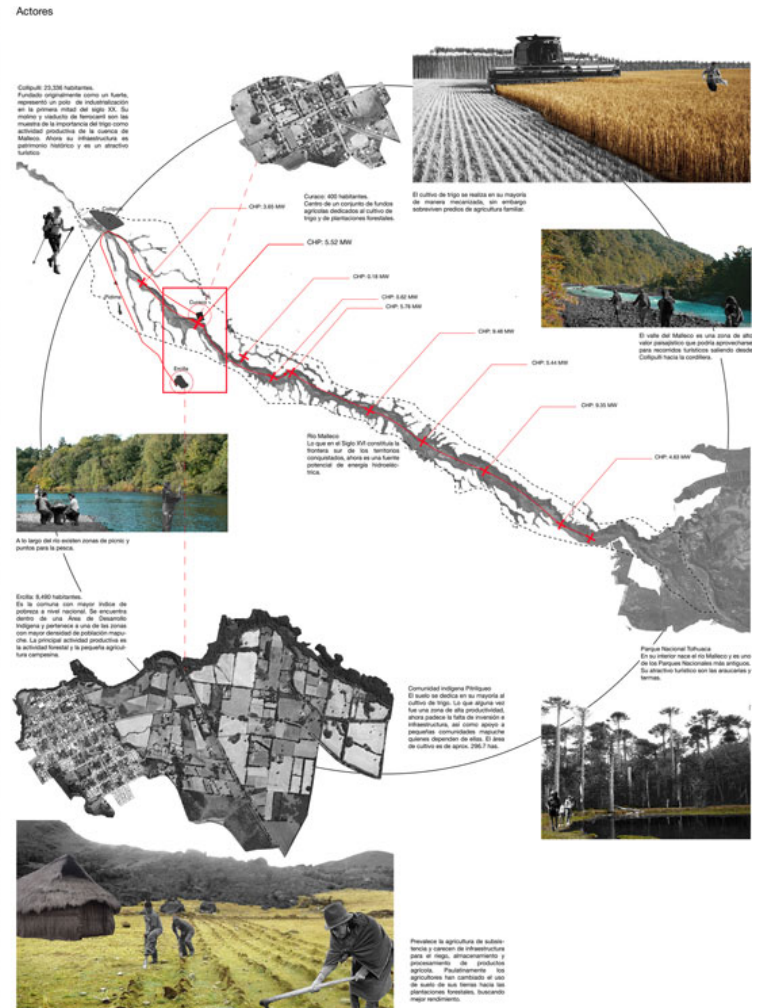 Actores
Collipulli: 23,336 habitantes.
Fundado originalmente como un fuerte,
representó un polo de industrialización
en la primera mitad del siglo XX. Su
molino y viaducto de ferrocarril son las
muestra de la importancia del trigo como
actividad productiva de la cuenca de
Malleco. Ahora su infraestructura es
patrimonio histórico y es un atractivo
turístico
Curaco: 400 habitantes.
Centro de un conjunto de fundos
agrícolas dedicados al cultivo de
trigo y de plantaciones forestales.
El cultivo de trigo se realiza en su mayoría
de manera mecanizada, sin embargo
sobreviven predios de agricultura familiar.
Collipulli
CHP: 3.65 MW
CHP: 5.52 MW
CHP: 5.18 MW
CHP: 5.62 MW
CHP: 5.78 MW
Curaco
Ercilla
CHP: 9.48 MW
CHP: 5.44 MW
CHP: 6.35 MW
CHP: 4.63 MW
El valle del Malleco es una zona de alto
valor paisajístico que podría aprovecharse
para recorridos turísticos saliendo desde
Collipulli hacia la cordillera.
Río Malleco
Lo que en el Siglo XVI constituía la
frontera sur de los territorios
conquistados, ahora es una fuente
potencial de energía hidroeléc-
trica.
A lo largo del río existen zonas de picnic y
puntos para la pesca.
Ercilla: 8,490 habitantes.
Es la comuna con mayor índice de
pobreza a nivel nacional. Se encuentra
dentro de una Área de Desarrollo
Indígena y pertenece a una de las zonas
con mayor densidad de población mapu-
che. La principal actividad productiva es
la actividad forestal y la pequeña agricul-
tura campesina.
Parque Nacional Tolhuaca
En su interior nace el río Malleco y es uno
de los Parques Nacionales más antiguos.
Su atractivo turístico son las araucarias y
termas.
Comunidad indígena Pitriqueo
El suelo se dedica en su mayoría al
cultivo de trigo. Lo que alguna vez
fue una zona de alta productividad,
ahora padece la falta de inversión e
infraestructura, así como apoyo a
pequeñas comunidades mapuche
quienes dependen de ellas. El área
de cultivo es de aprox. 296.7 has.
Prevalece la agricultura de subsis-
tencia y carecen de infraestructura
para el riego, almacenamiento y
procesamiento de productos
agrícola. Paulatinamente los
agricultores han cambiado el uso
de suelo de sus tierras hacia las
plantaciones forestales, buscando
mejor rendimiento.